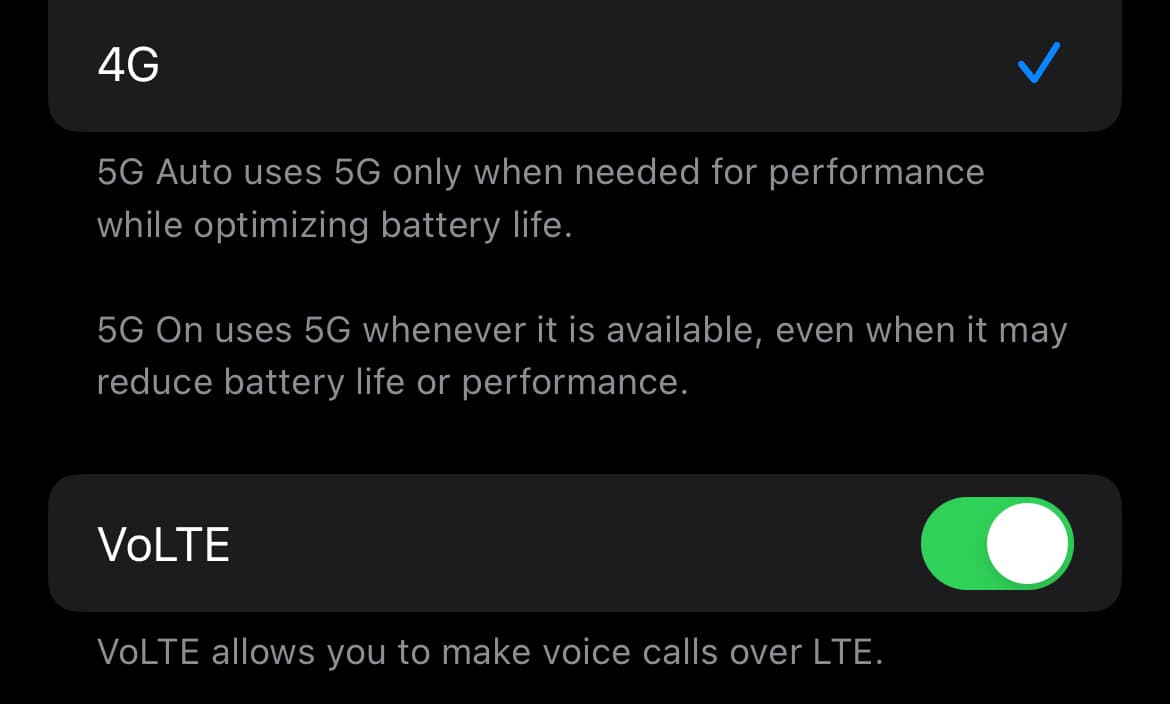 4G
5G Auto uses 5G only when needed for performance
while optimizing battery life.
5G On uses 5G whenever it is available, even when it may
reduce battery life or performance.
VoLTE
VoLTE allows you to make voice calls over LTE.